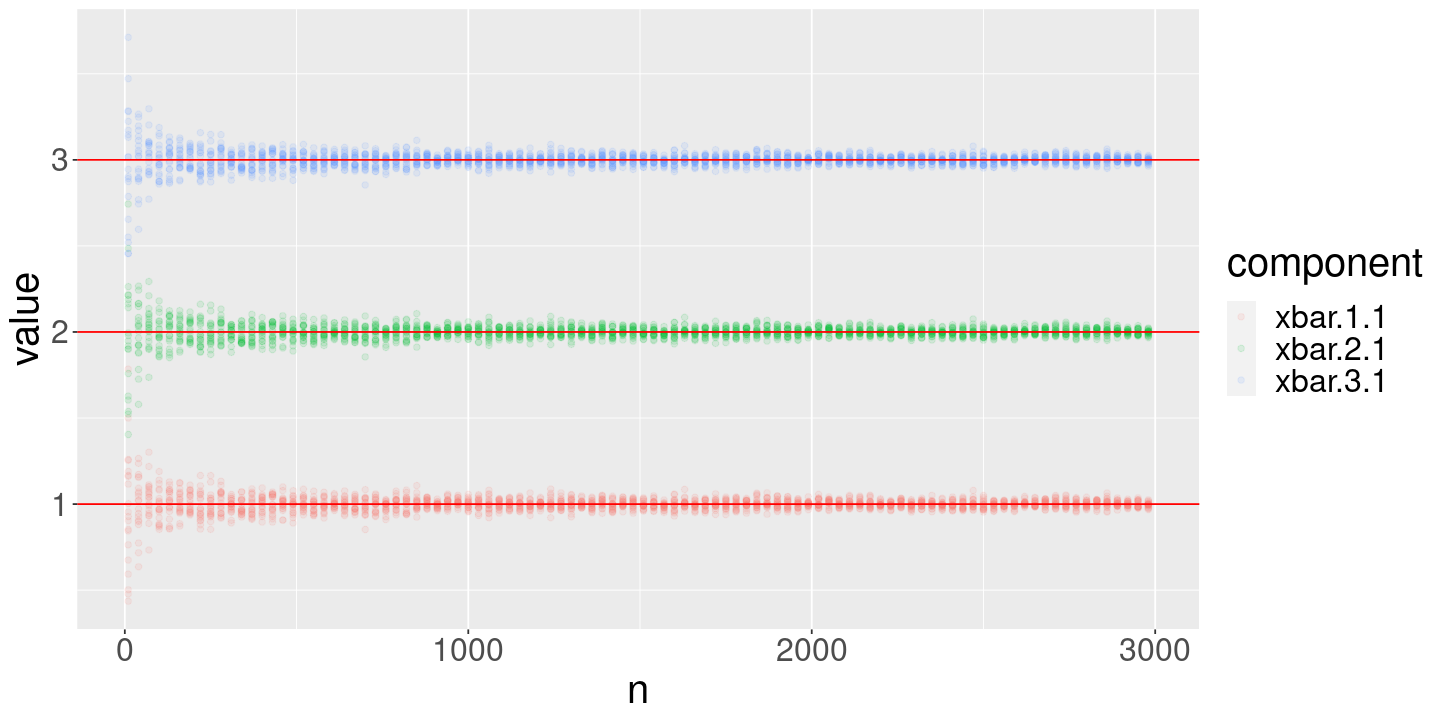 value
3
2
1
0 1000 2000 3000
n
component
xbar.1.1
xbar.2.1
xbar.3.1